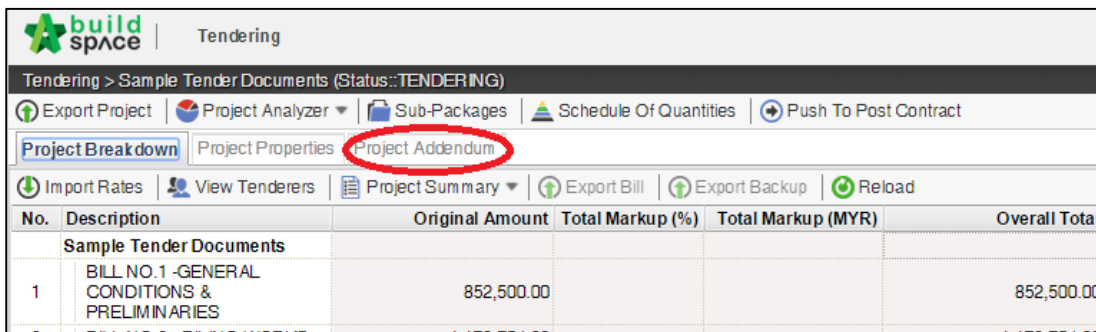 build space
Tendering
Tendering > Sample Tender Documents (Status::TENDERING)
Export Project Project Analyzer Sub-Packages Schedule Of Quantities Push To Post Contract
Project Breakdown Project Properties Project Addendum
Import Rates View Tenderers Project Summary Export Bill Export Backup Reload
No. Description Original Amount Total Markup (%) Total Markup (MYR) Overall Tota
Sample Tender Documents
BILL NO.1 -GENERAL
1 CONDITIONS & 852,500.00 852,500.00
PRELIMINARIES